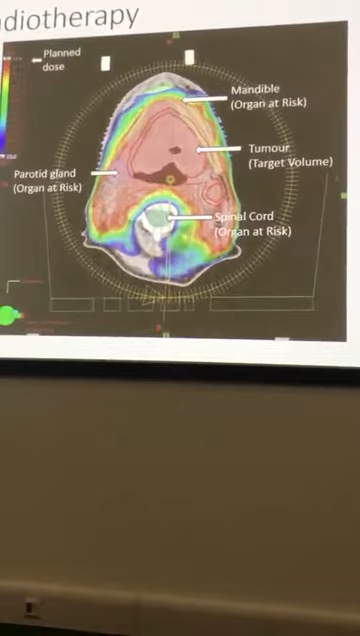 diotherapy
Planned
dose
Mandible
(Organ at Risk)
Tumour
(Target Volume)
Parotid gland
(Organ at Risk)
Spinal Cord
(Organ at Risk)